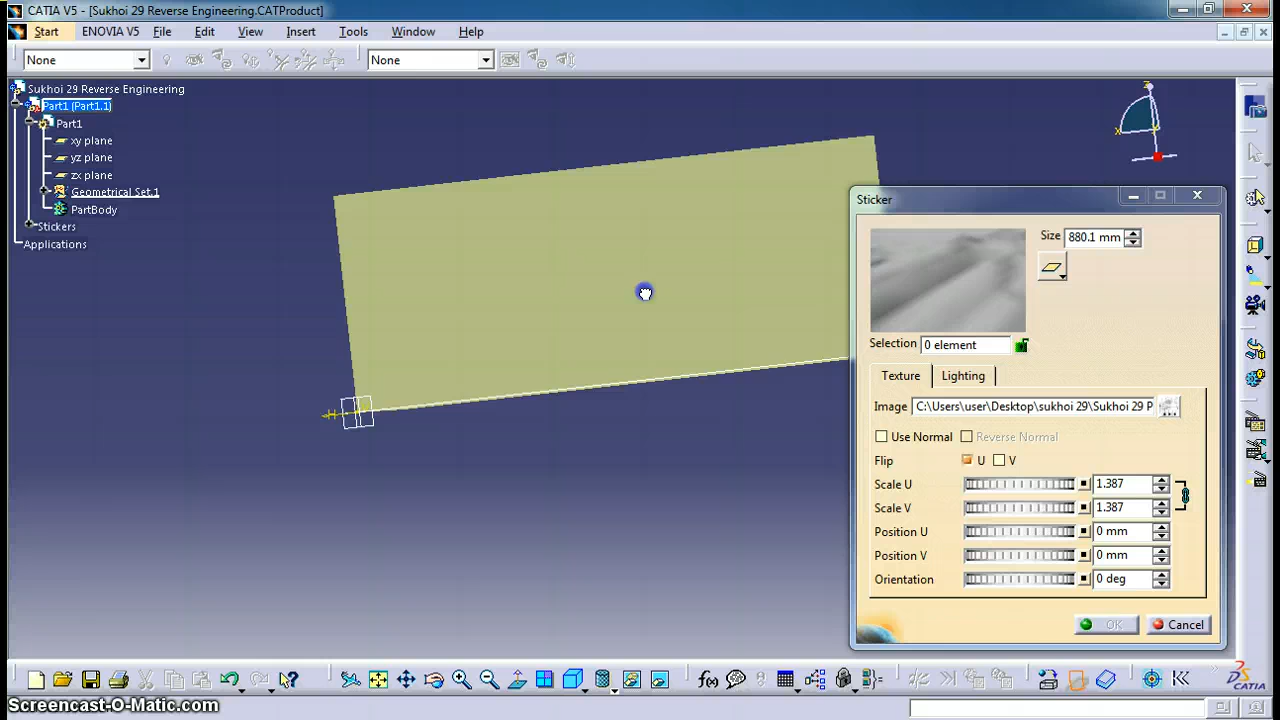 CATIA V5 - [Sukhoi 29 Reverse Engineering.CATProduct]
Start ENOVIA V5 File Edit View Insert Tools Window Help
None None
Sukhoi 29 Reverse Engineering
Part1 (Part1.1)
Part1
xy plane
yz plane
zx plane
Geometrical Set.1
PartBody
Stickers
Applications
z
x
H
Sticker
Size 880.1 mm
Selection 0 element
Texture Lighting
Image C:\Users\user\Desktop\sukhoi 29\Sukhoi 29 P
Use Normal Reverse Normal
Flip U V
Scale U 1.387
Scale V 1.387
Position U 0 mm
Position V 0 mm
Orientation 0 deg
OK Cancel
f(x)
DASSAULT SYSTEMES CATIA
Screencast-O-Matic.com